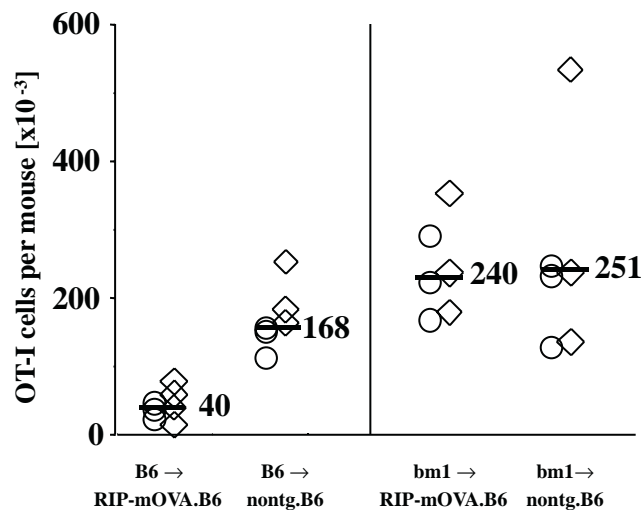 OT-I cells per mouse [x10⁻³]
600
400
200
0
40
168
240
251
B6 →
RIP-mOVA.B6
B6 →
nontg.B6
bm1 →
RIP-mOVA.B6
bm1→
nontg.B6